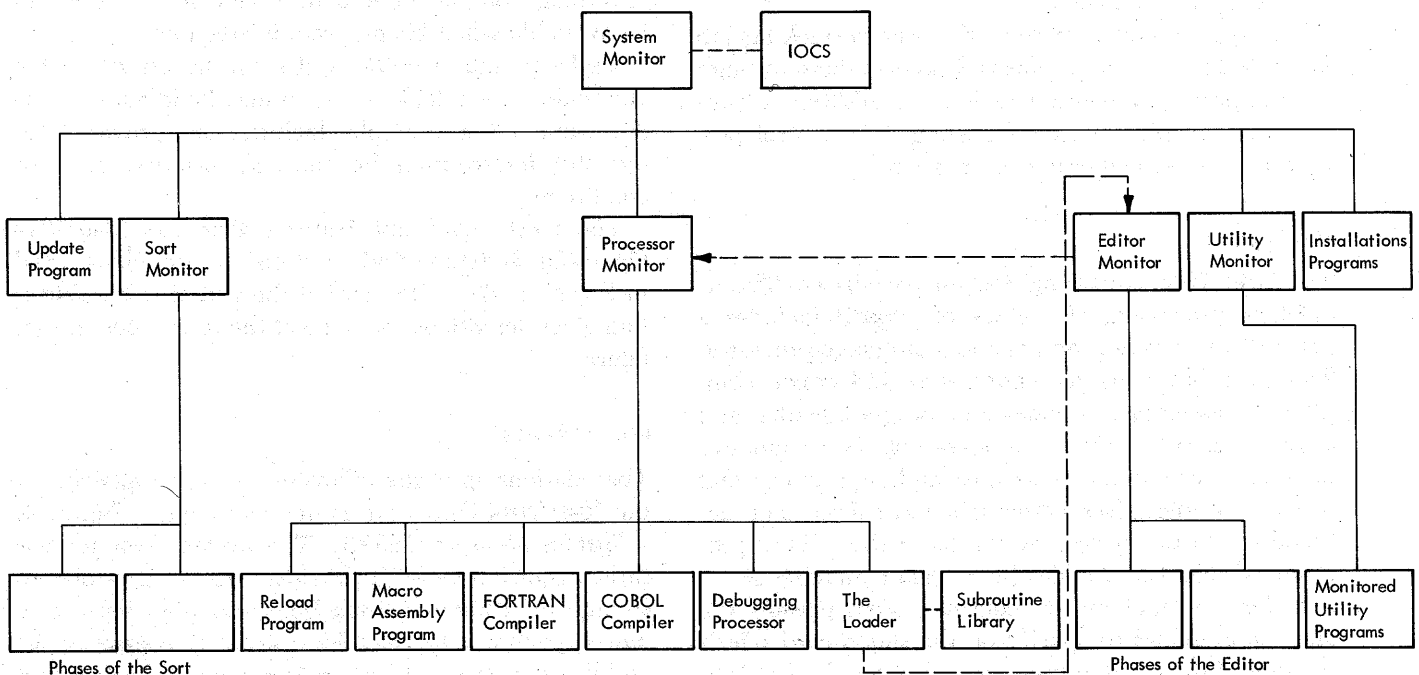 System
Monitor
IOCS
Update
Program
Sort
Monitor
Processor
Monitor
Editor
Monitor
Utility
Monitor
Installations
Programs
Reload
Program
Macro
Assembly
Program
FORTRAN
Compiler
COBOL
Compiler
Debugging
Processor
The
Loader
Subroutine
Library
Monitored
Utility
Programs
Phases of the Sort
Phases of the Editor